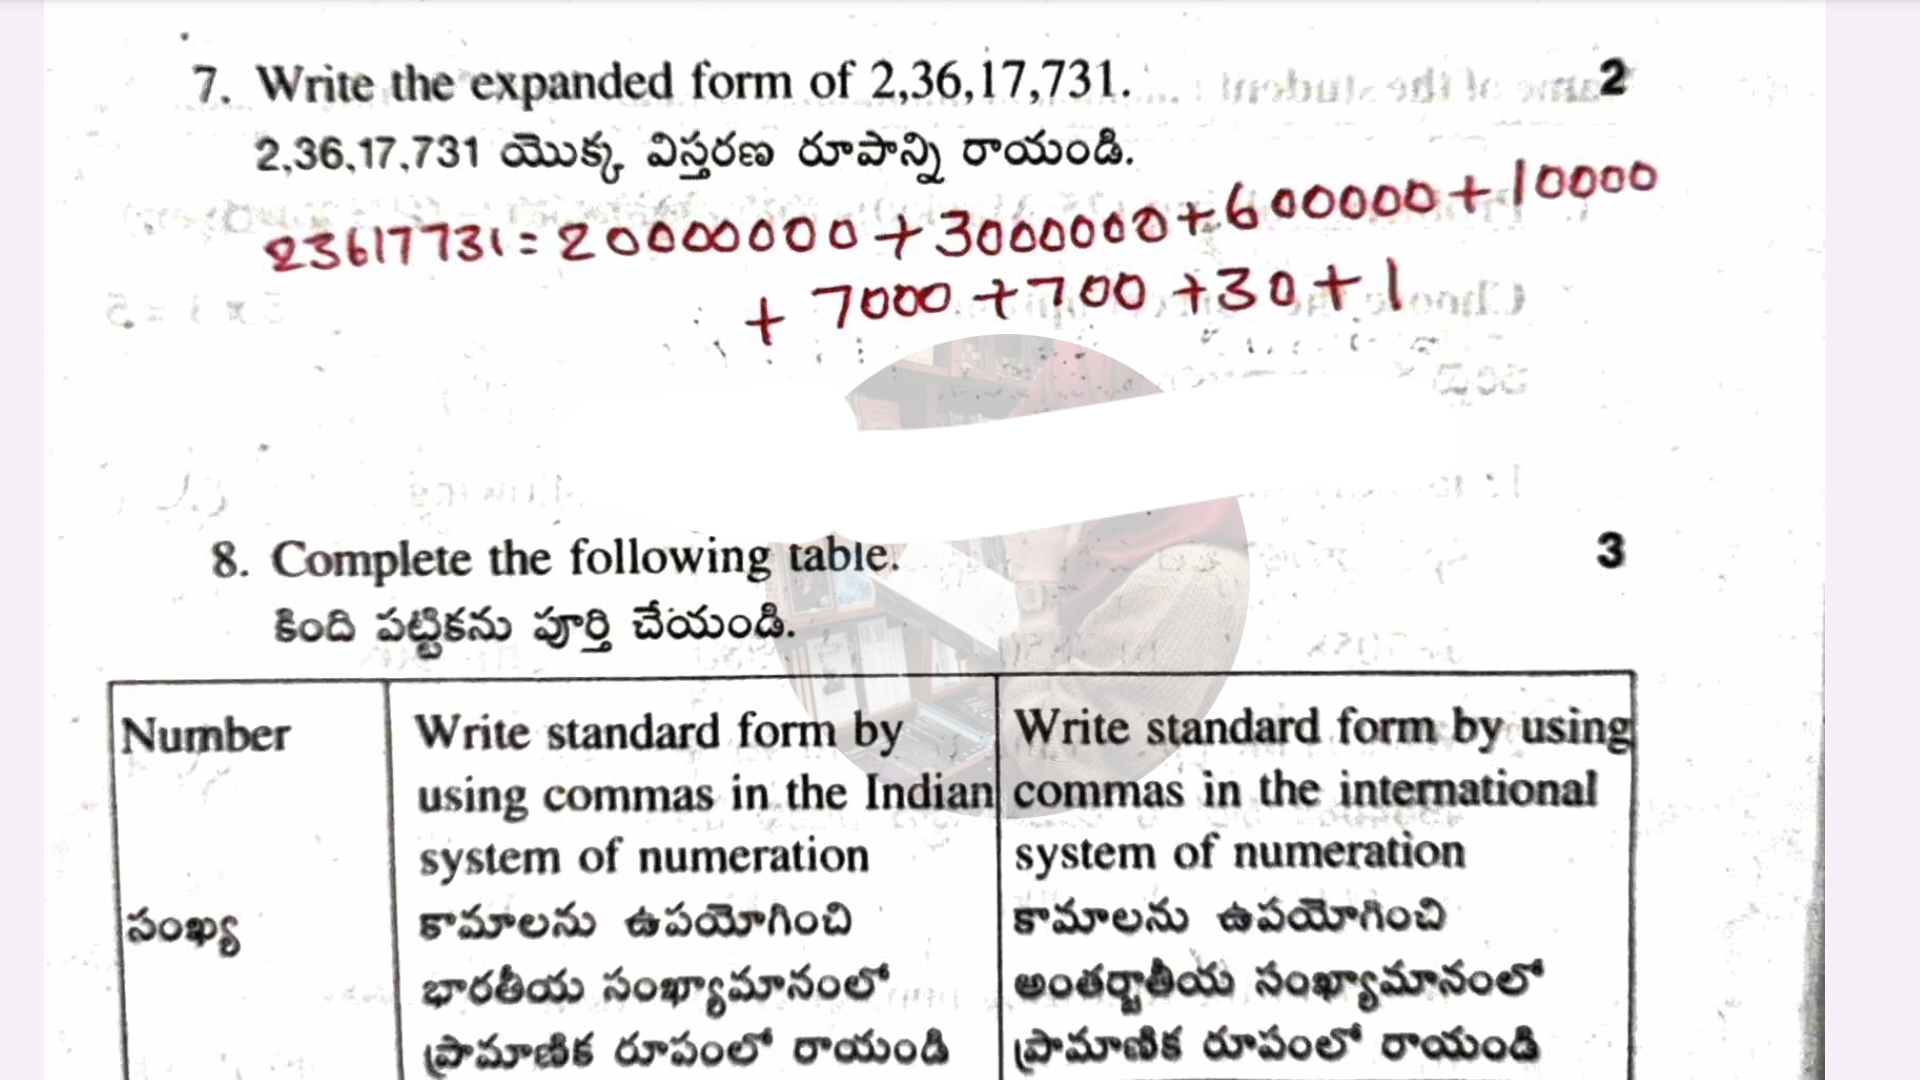 7. Write the expanded form of 2,36,17,731. 2
2,36,17,731 యొక్క విస్తరణ రూపాన్ని రాయండి.
23617731 = 20000000 + 3000000 + 600000 + 10000
+ 7000 + 700 + 30 + 1
8. Complete the following table. 3
కింది పట్టికను పూర్తి చేయండి.
Number
సంఖ్య
Write standard form by
using commas in the Indian
system of numeration
కామాలను ఉపయోగించి
భారతీయ సంఖ్యామానంలో
ప్రామాణిక రూపంలో రాయండి
Write standard form by using
commas in the international
system of numeration
కామాలను ఉపయోగించి
అంతర్జాతీయ సంఖ్యామానంలో
ప్రామాణిక రూపంలో రాయండి